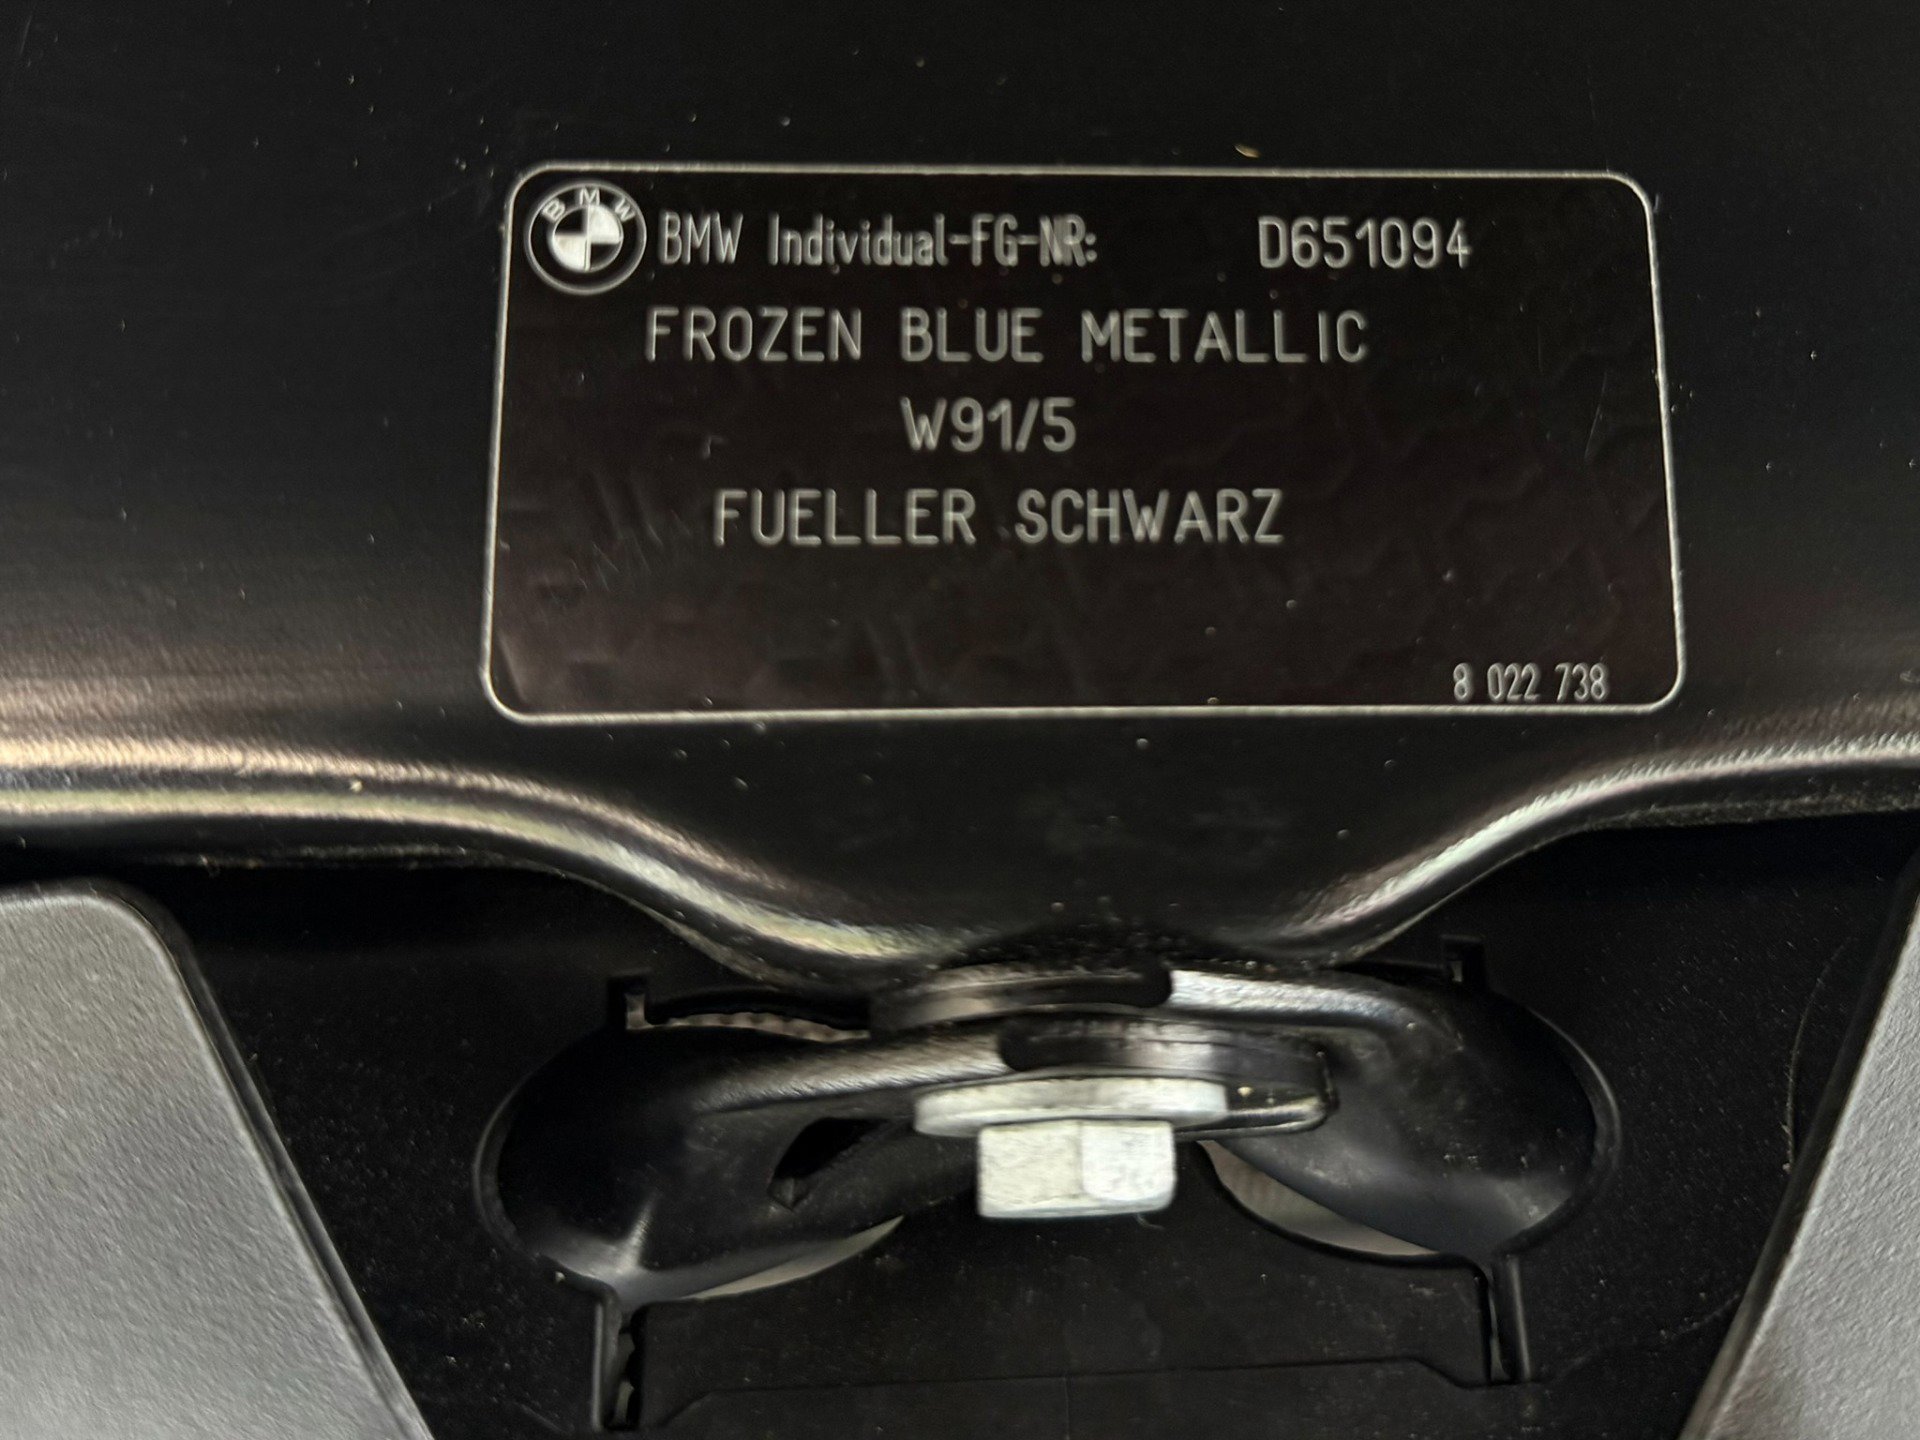 BMW
BMW Individual-FG-NR: D651094
FROZEN BLUE METALLIC
W91/5
FUELLER SCHWARZ
8 022 738